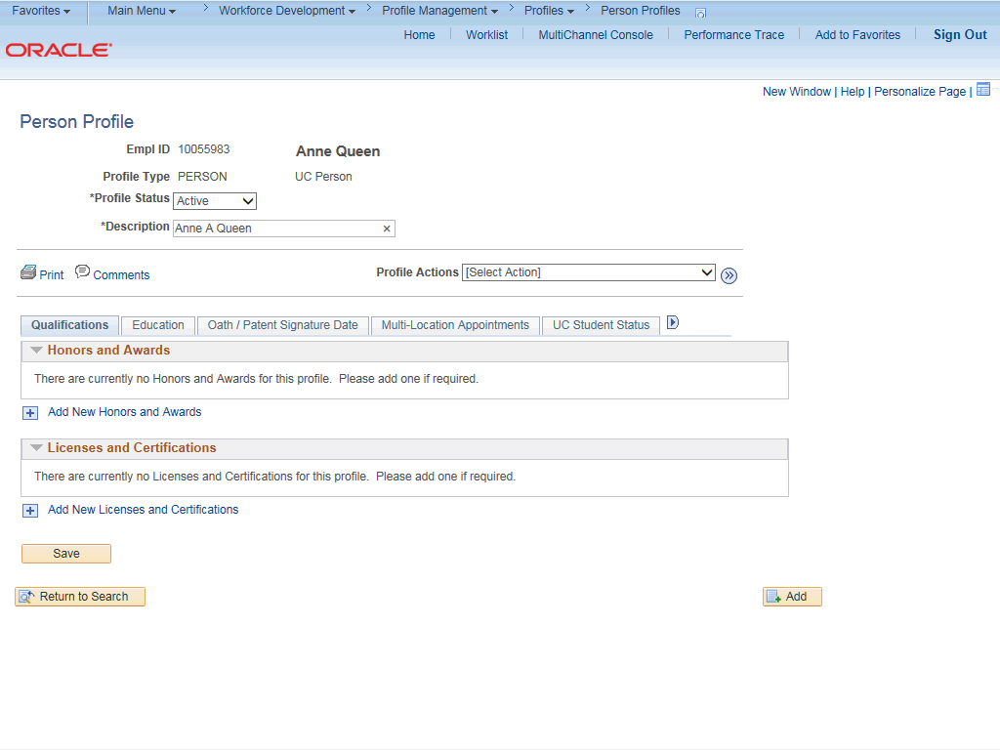 Favorites Main Menu > Workforce Development > Profile Management > Profiles > Person Profiles
Home Worklist MultiChannel Console Performance Trace Add to Favorites Sign Out
ORACLE
New Window | Help | Personalize Page |
Person Profile
Empl ID 10055983 Anne Queen
Profile Type PERSON UC Person
*Profile Status Active
*Description Anne A Queen ×
Print Comments Profile Actions [Select Action]
Qualifications Education Oath / Patent Signature Date Multi-Location Appointments UC Student Status
Honors and Awards
There are currently no Honors and Awards for this profile. Please add one if required.
+ Add New Honors and Awards
Licenses and Certifications
There are currently no Licenses and Certifications for this profile. Please add one if required.
+ Add New Licenses and Certifications
Save
Return to Search Add